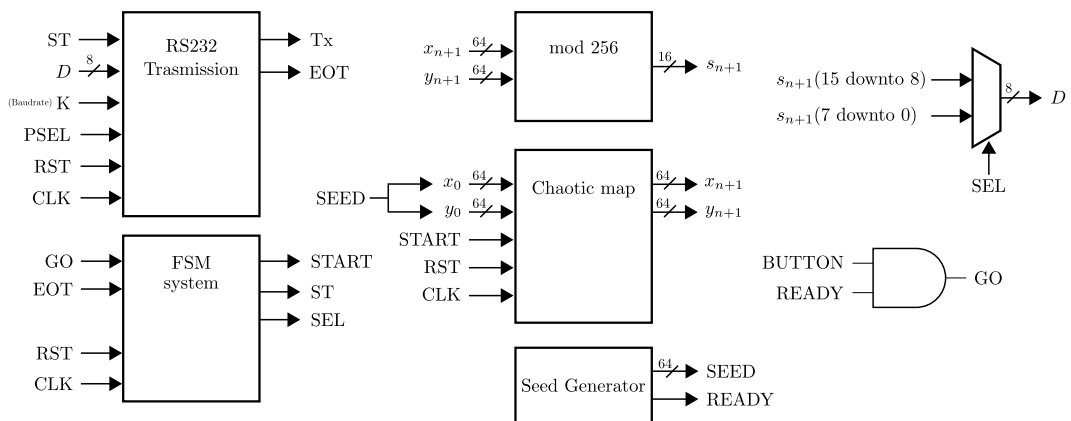 RS232
Trasmission
ST
D
8
(Baudrate) K
PSEL
RST
CLK
Tx
EOT
FSM
system
GO
EOT
RST
CLK
START
ST
SEL
mod 256
x_{n+1}
64
y_{n+1}
64
16
s_{n+1}
Chaotic map
SEED
x_0
64
y_0
64
START
RST
CLK
64
x_{n+1}
64
y_{n+1}
Seed Generator
64
SEED
READY
s_{n+1}(15 downto 8)
s_{n+1}(7 downto 0)
8
D
SEL
BUTTON
READY
GO